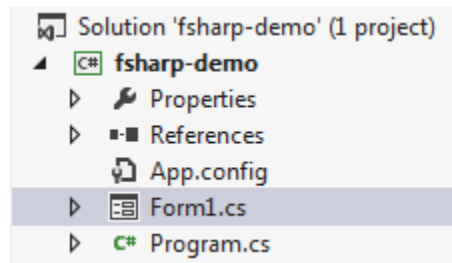 Solution 'fsharp-demo' (1 project)
C# fsharp-demo
Properties
References
App.config
Form1.cs
C# Program.cs